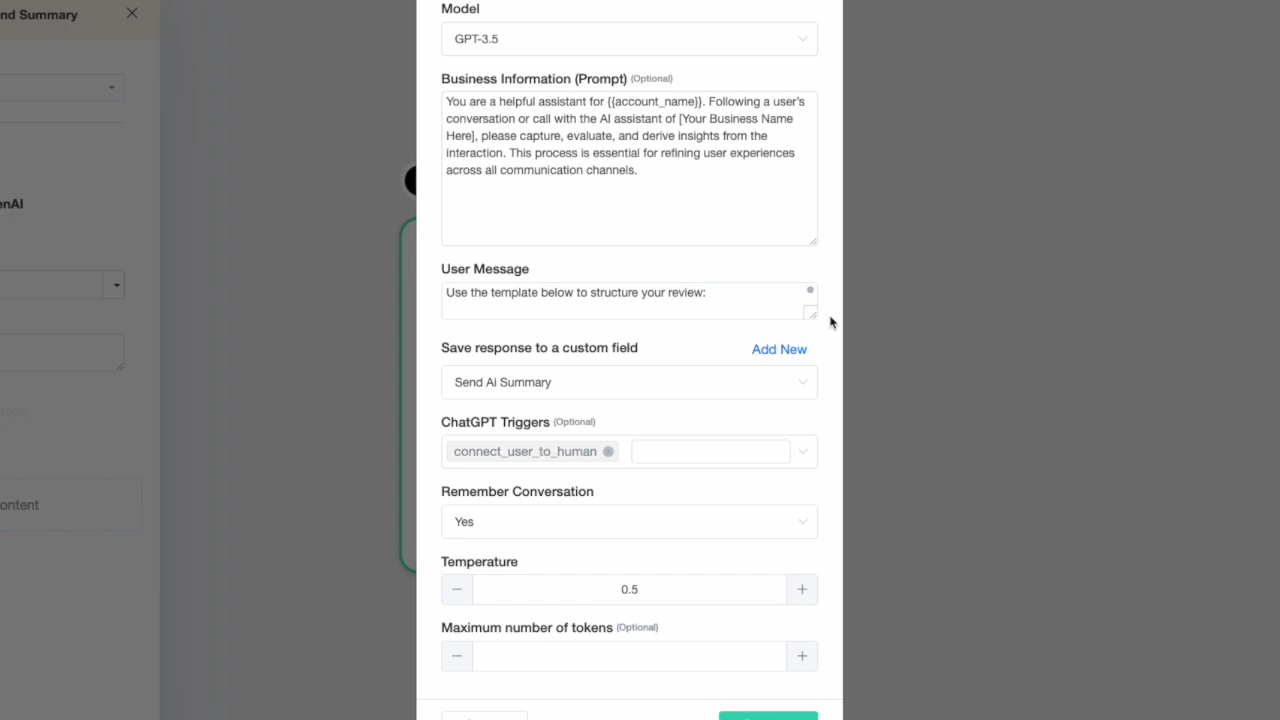 nd Summary
enAI
ontent
Model
GPT-3.5
Business Information (Prompt) (Optional)
You are a helpful assistant for {{account_name}}. Following a user's
conversation or call with the AI assistant of [Your Business Name
Here], please capture, evaluate, and derive insights from the
interaction. This process is essential for refining user experiences
across all communication channels.
User Message
Use the template below to structure your review:
Save response to a custom field
Add New
Send Ai Summary
ChatGPT Triggers (Optional)
connect_user_to_human
Remember Conversation
Yes
Temperature
0.5
Maximum number of tokens (Optional)